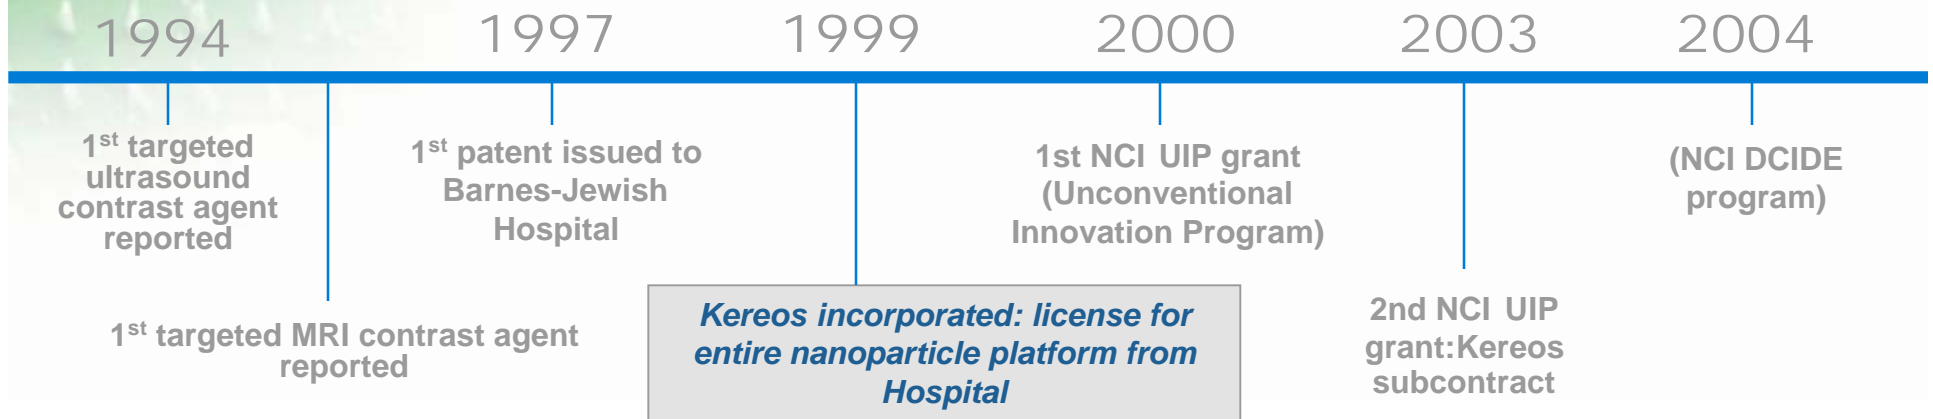 1994 1997 1999 2000 2003 2004
1st targeted
ultrasound
contrast agent
reported
1st targeted MRI contrast agent
reported
1st patent issued to
Barnes-Jewish
Hospital
Kereos incorporated: license for
entire nanoparticle platform from
Hospital
1st NCI UIP grant
(Unconventional
Innovation Program)
2nd NCI UIP
grant:Kereos
subcontract
(NCI DCIDE
program)